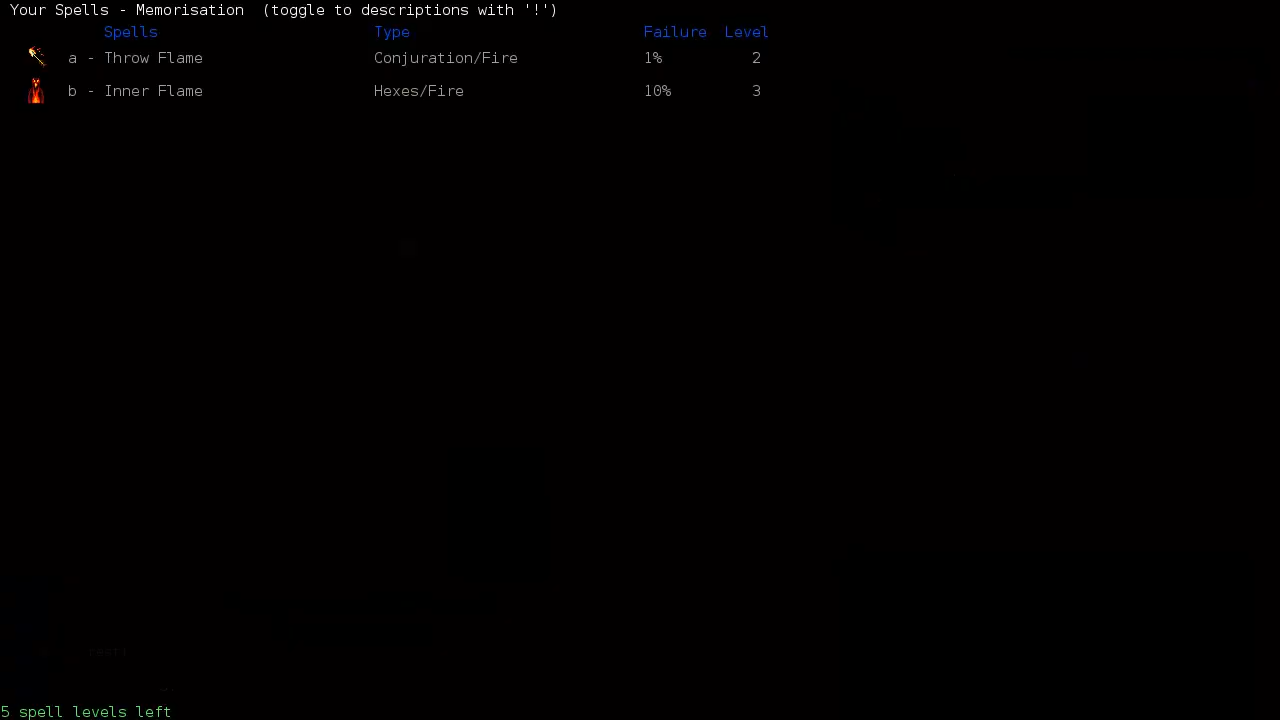 Your Spells - Memorisation  (toggle to descriptions with '!')
Spells Type Failure Level
a - Throw Flame Conjuration/Fire 1% 2
b - Inner Flame Hexes/Fire 10% 3
5 spell levels left